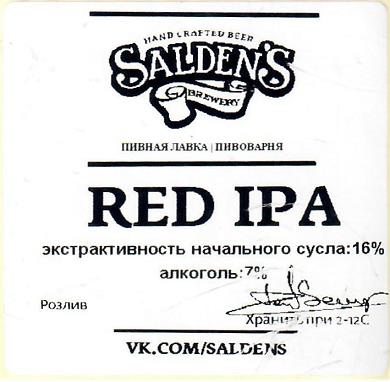 HAND CRAFTED BEER
SALDEN'S
BREWERY
ПИВНАЯ ЛАВКА | ПИВОВАРНЯ
RED IPA
экстрактивность начального сусла:16%
алкоголь:7%
Розлив
Хранить при 2-12С
VK.COM/SALDENS